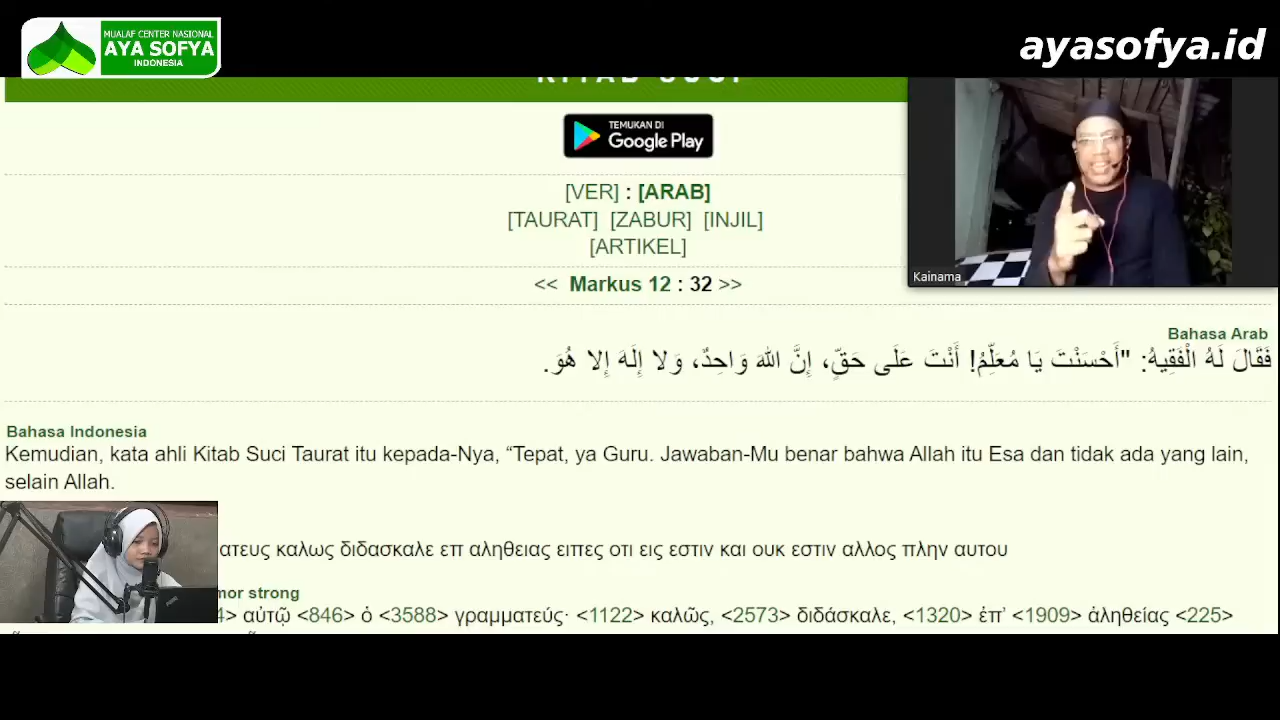 MUALAF CENTER NASIONAL
AYA SOFYA
INDONESIA
ayasofya.id
KITAB SUCI
TEMUKAN DI
Google Play
[VER] : [ARAB]
[TAURAT] [ZABUR] [INJIL]
[ARTIKEL]
<< Markus 12 : 32 >>
Kainama
Bahasa Arab
فَقَالَ لَهُ الْفَقِيهُ: "أَحْسَنْتَ يَا مُعَلِّمُ! أَنْتَ عَلَى حَقٍّ، إِنَّ اللهَ وَاحِدٌ، وَلا إِلَهَ إِلا هُوَ.
Bahasa Indonesia
Kemudian, kata ahli Kitab Suci Taurat itu kepada-Nya, “Tepat, ya Guru. Jawaban-Mu benar bahwa Allah itu Esa dan tidak ada yang lain,
selain Allah.
ατευς καλως διδασκαλε επ αληθειας ειπες οτι εις εστιν και ουκ εστιν αλλος πλην αυτου
mor strong
4> αὐτῷ <846> ὁ <3588> γραμματεύς· <1122> καλῶς, <2573> διδάσκαλε, <1320> ἐπ’ <1909> ἀληθείας <225>